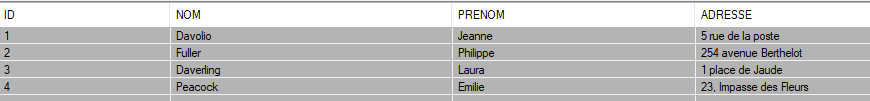 ID NOM PRENOM ADRESSE
1 Davolio Jeanne 5 rue de la poste
2 Fuller Philippe 254 avenue Berthelot
3 Daverling Laura 1 place de Jaude
4 Peacock Emilie 23, Impasse des Fleurs